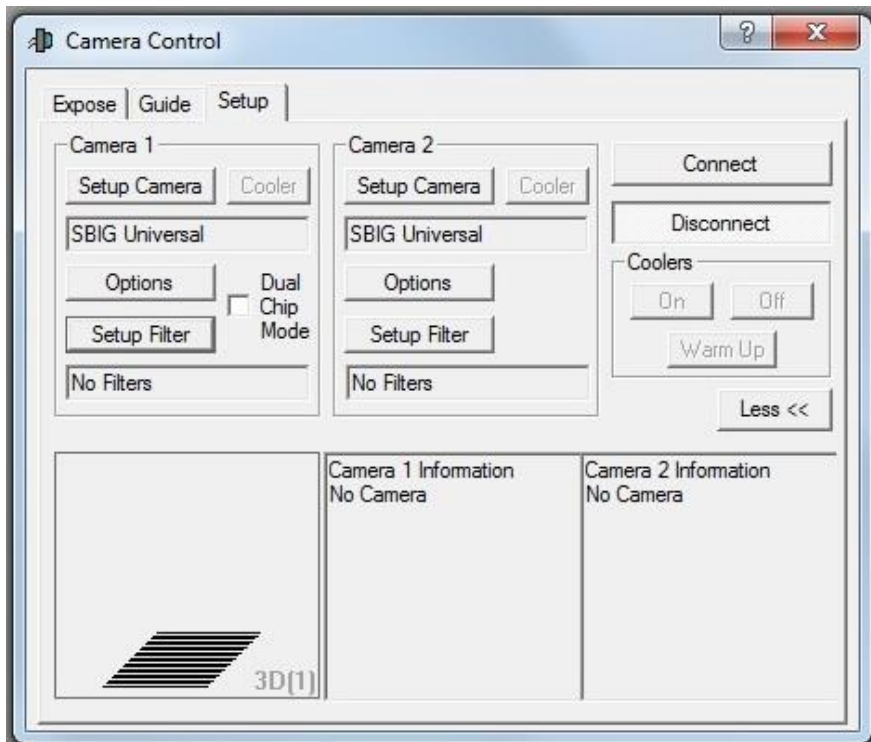 Camera Control
Expose Guide Setup
Camera 1
Setup Camera Cooler
SBIG Universal
Options
Dual
Chip
Mode
Setup Filter
No Filters
Camera 2
Setup Camera Cooler
SBIG Universal
Options
Setup Filter
No Filters
Connect
Disconnect
Coolers
On Off
Warm Up
Less <<
3D(1)
Camera 1 Information
No Camera
Camera 2 Information
No Camera